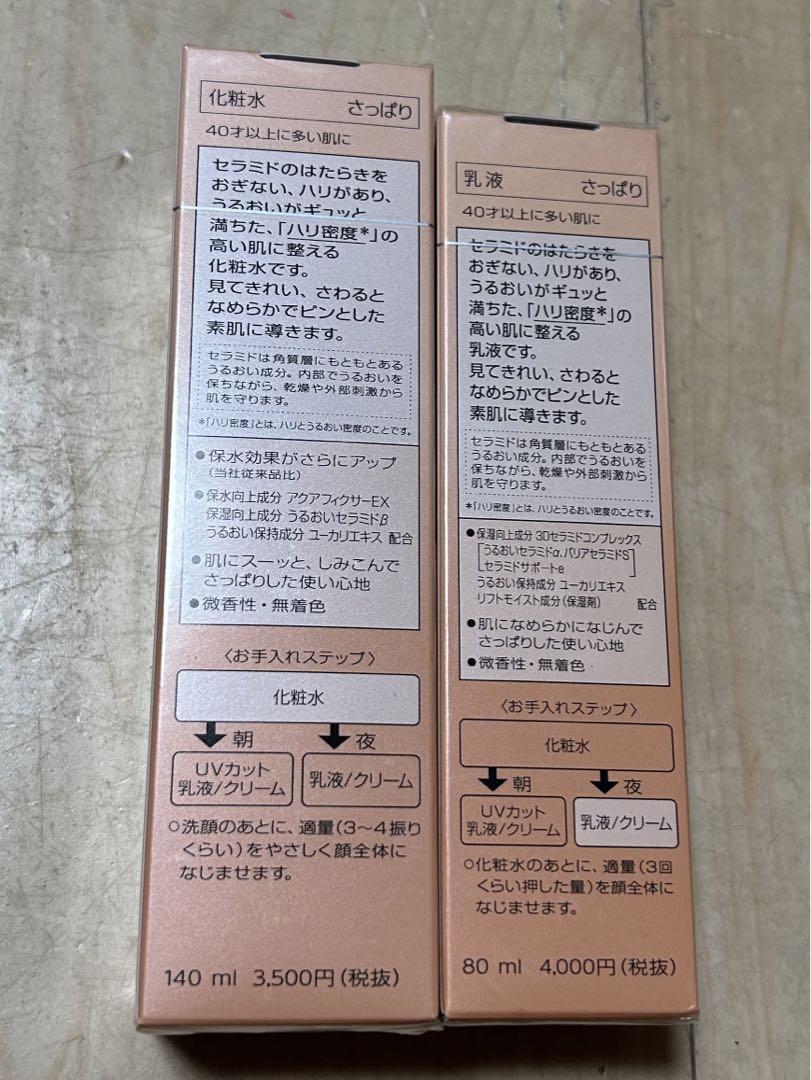 化粧水 さっぱり
40才以上に多い肌に
セラミドのはたらきを
おぎない、ハリがあり、
うるおいがギュッと
満ちた、「ハリ密度*」の
高い肌に整える
化粧水です。
見てきれい、さわると
なめらかでピンとした
素肌に導きます。
セラミドは角質層にもともとある
うるおい成分。内部でうるおいを
保ちながら、乾燥や外部刺激から
肌を守ります。
*「ハリ密度」とは、ハリとうるおい密度のことです。
●保水効果がさらにアップ
(当社従来品比)
●保水向上成分 アクアフィクサーEX
保湿向上成分 うるおいセラミドβ
うるおい保持成分 ユーカリエキス 配合
●肌にスーッと、しみこんで
さっぱりした使い心地
●微香性・無着色
〈お手入れステップ〉
化粧水
朝 夜
UVカット
乳液/クリーム
乳液/クリーム
○洗顔のあとに、適量(3〜4振り
くらい)をやさしく顔全体に
なじませます。
140 ml 3,500円(税抜)
乳液 さっぱり
40才以上に多い肌に
セラミドのはたらきを
おぎない、ハリがあり、
うるおいがギュッと
満ちた、「ハリ密度*」の
高い肌に整える
乳液です。
見てきれい、さわると
なめらかでピンとした
素肌に導きます。
セラミドは角質層にもともとある
うるおい成分。内部でうるおいを
保ちながら、乾燥や外部刺激から
肌を守ります。
*「ハリ密度」とは、ハリとうるおい密度のことです。
●保湿向上成分 3Dセラミドコンプレックス
[うるおいセラミドα、バリアセラミドS
セラミドサポートe]
うるおい保持成分 ユーカリエキス
リフトモイスト成分(保湿剤) 配合
●肌になめらかになじんで
さっぱりした使い心地
●微香性・無着色
〈お手入れステップ〉
化粧水
朝 夜
UVカット
乳液/クリーム
乳液/クリーム
○化粧水のあとに、適量(3回
くらい押した量)を顔全体に
なじませます。
80 ml 4,000円(税抜)